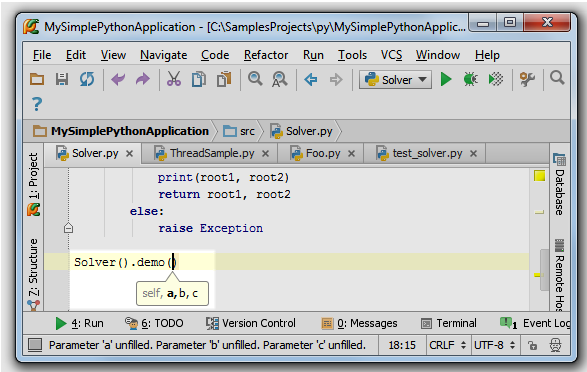 MySimplePythonApplication - [C:\SamplesProjects\py\MySimplePythonApplic...
File Edit View Navigate Code Refactor Run Tools VCS Window Help
Solver
?
MySimplePythonApplication src Solver.py
Solver.py ThreadSample.py Foo.py test_solver.py
1: Project
7: Structure
print(root1, root2)
return root1, root2
else:
raise Exception
Solver().demo()
self, a, b, c
Database
Remote Hos
4: Run 6: TODO Version Control 0: Messages Terminal 1 Event Log
Parameter 'a' unfilled. Parameter 'b' unfilled. Parameter 'c' unfilled. 18:15 CRLF UTF-8